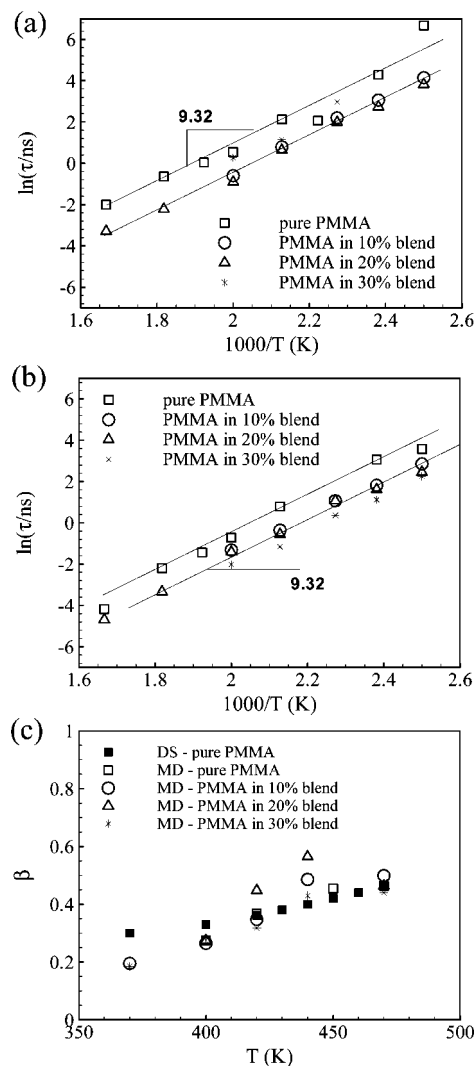 (a)
6
4
2
0
-2
-4
-6
ln(τ/ns)
9.32
pure PMMA
PMMA in 10% blend
PMMA in 20% blend
PMMA in 30% blend
1.6 1.8 2 2.2 2.4 2.6
1000/T (K)
(b)
6
4
2
0
-2
-4
-6
ln(τ/ns)
pure PMMA
PMMA in 10% blend
PMMA in 20% blend
PMMA in 30% blend
9.32
1.6 1.8 2 2.2 2.4 2.6
1000/T (K)
(c)
1
0.8
0.6
0.4
0.2
0
β
DS - pure PMMA
MD - pure PMMA
MD - PMMA in 10% blend
MD - PMMA in 20% blend
MD - PMMA in 30% blend
350 400 450 500
T (K)